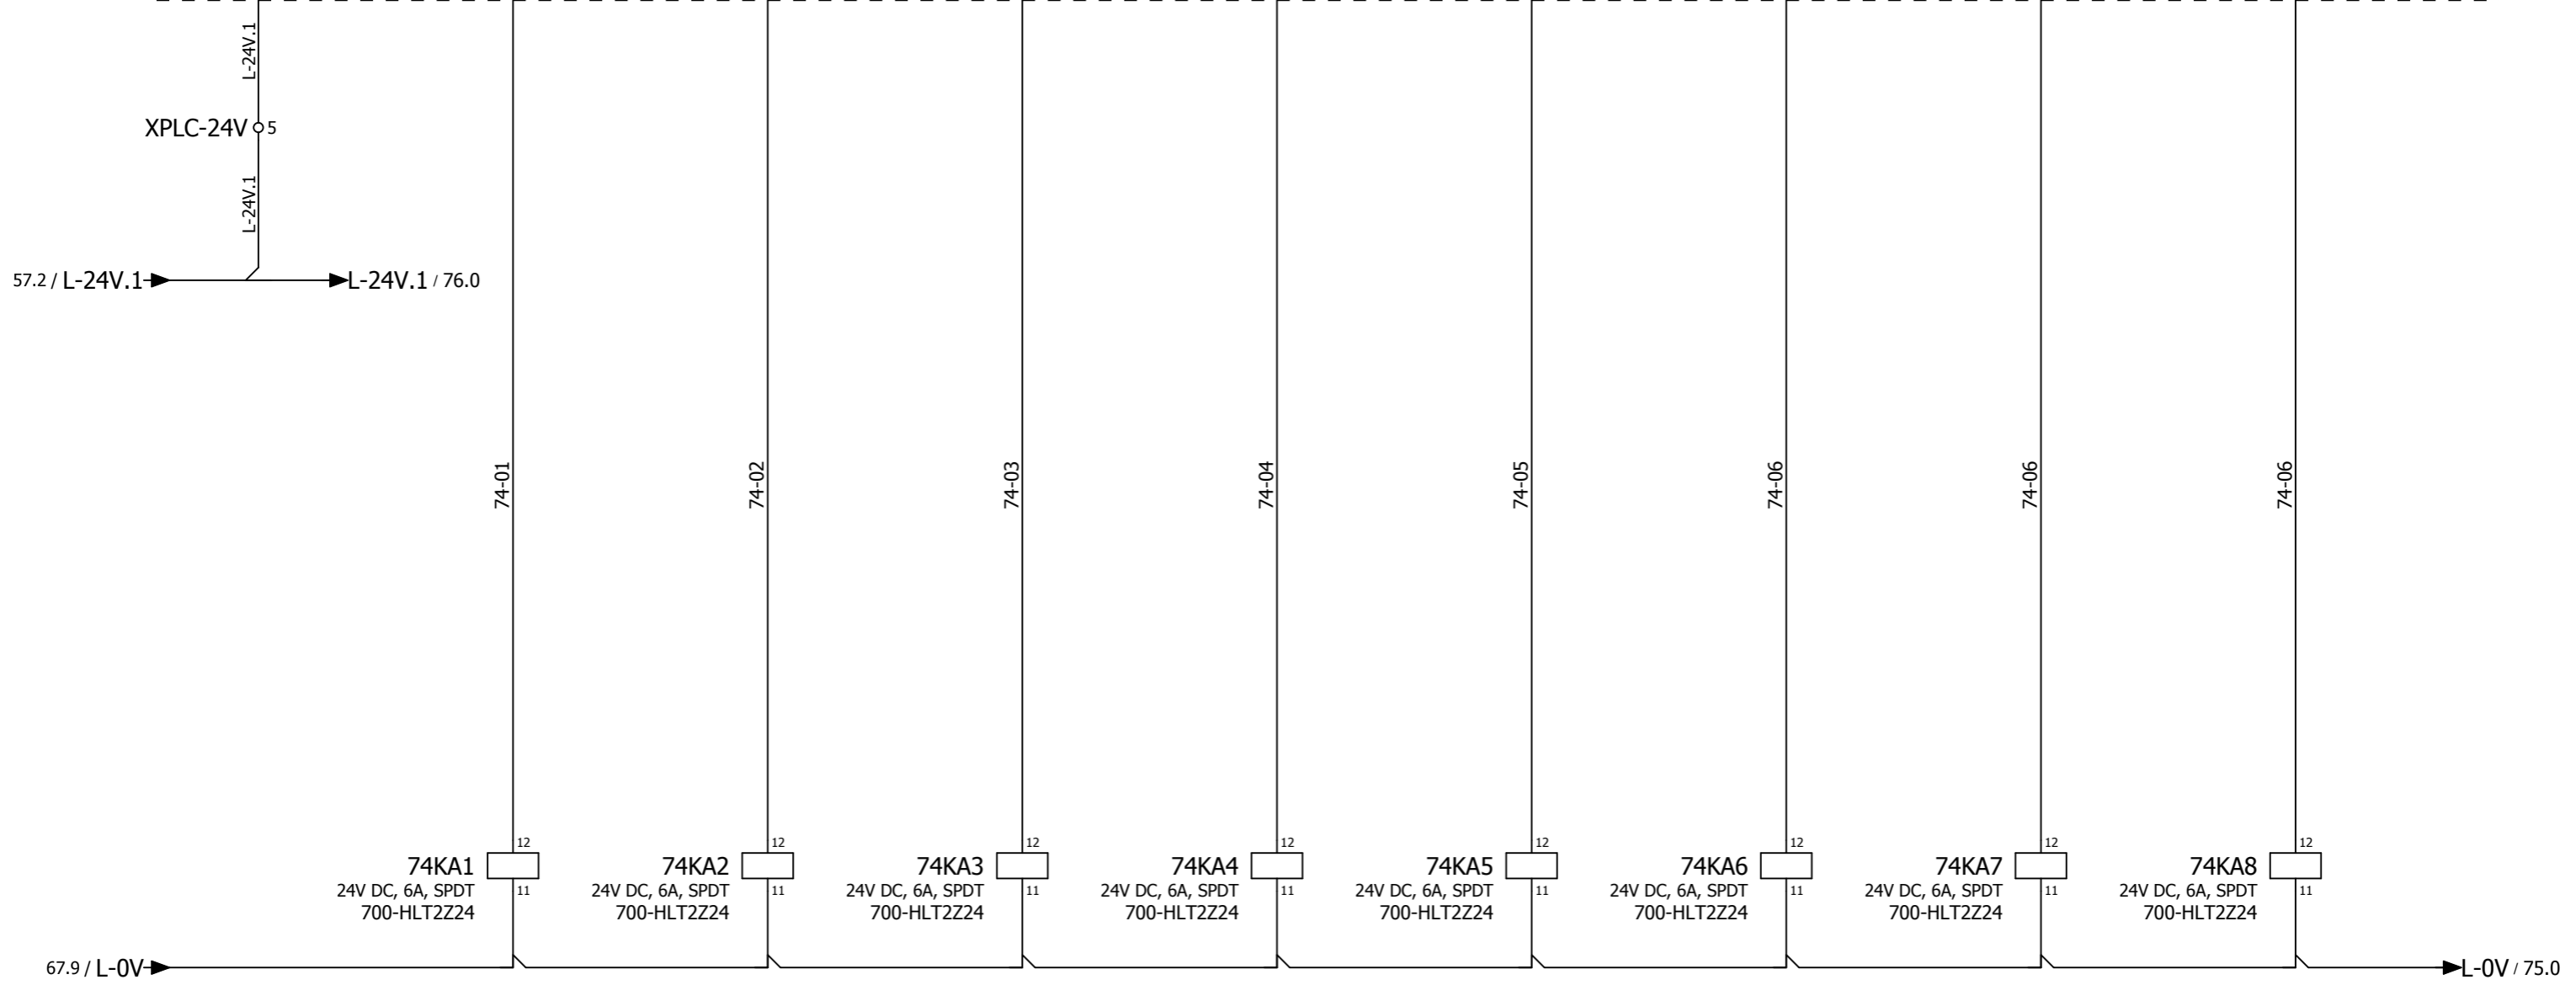 L-24V.1
XPLC-24V 5
L-24V.1
57.2 / L-24V.1 L-24V.1 / 76.0
74-01 74-02 74-03 74-04 74-05 74-06 74-06 74-06
12 12 12 12 12 12 12 12
74KA1 74KA2 74KA3 74KA4 74KA5 74KA6 74KA7 74KA8
24V DC, 6A, SPDT 11 24V DC, 6A, SPDT 11 24V DC, 6A, SPDT 11 24V DC, 6A, SPDT 11 24V DC, 6A, SPDT 11 24V DC, 6A, SPDT 11 24V DC, 6A, SPDT 11 24V DC, 6A, SPDT 11
700-HLT2Z24 700-HLT2Z24 700-HLT2Z24 700-HLT2Z24 700-HLT2Z24 700-HLT2Z24 700-HLT2Z24 700-HLT2Z24
67.9 / L-0V L-0V / 75.0